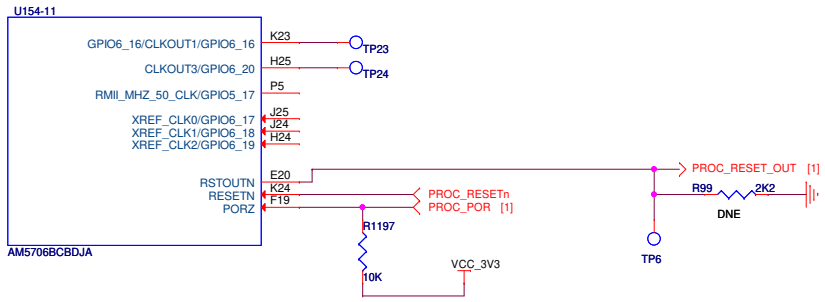 U154-11
K23
GPIO6_16/CLKOUT1/GPIO6_16
TP23
H25
CLKOUT3/GPIO6_20
TP24
P5
RMII_MHZ_50_CLK/GPIO5_17
J25
XREF_CLK0/GPIO6_17
J24
XREF_CLK1/GPIO6_18
H24
XREF_CLK2/GPIO6_19
PROC_RESET_OUT [1]
E20
RSTOUTN
K24
RESETN
PROC_RESETn
R99
2K2
F19
PORZ
PROC_POR [1]
DNE
R1197
AM5706BCBDJA
TP6
VCC_3V3
10K